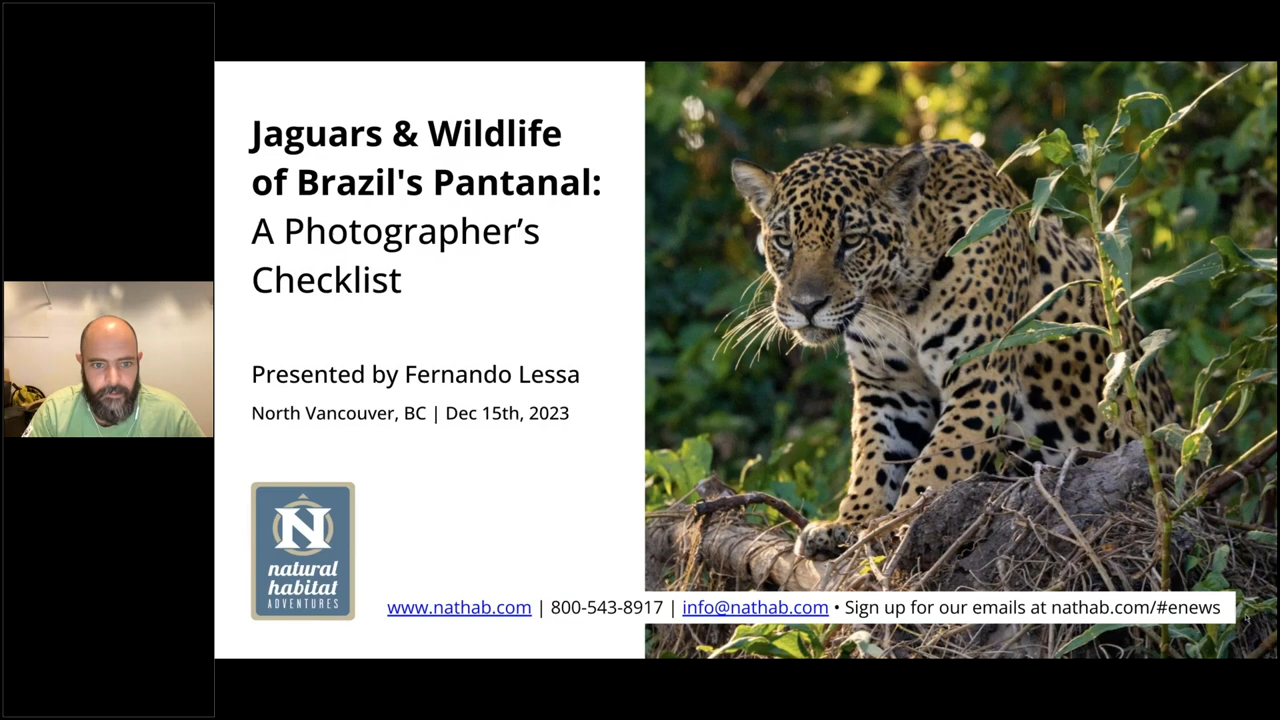 Jaguars & Wildlife
of Brazil's Pantanal:
A Photographer’s
Checklist
Presented by Fernando Lessa
North Vancouver, BC | Dec 15th, 2023
N
natural
habitat
ADVENTURES
www.nathab.com | 800-543-8917 | info@nathab.com • Sign up for our emails at nathab.com/#enews